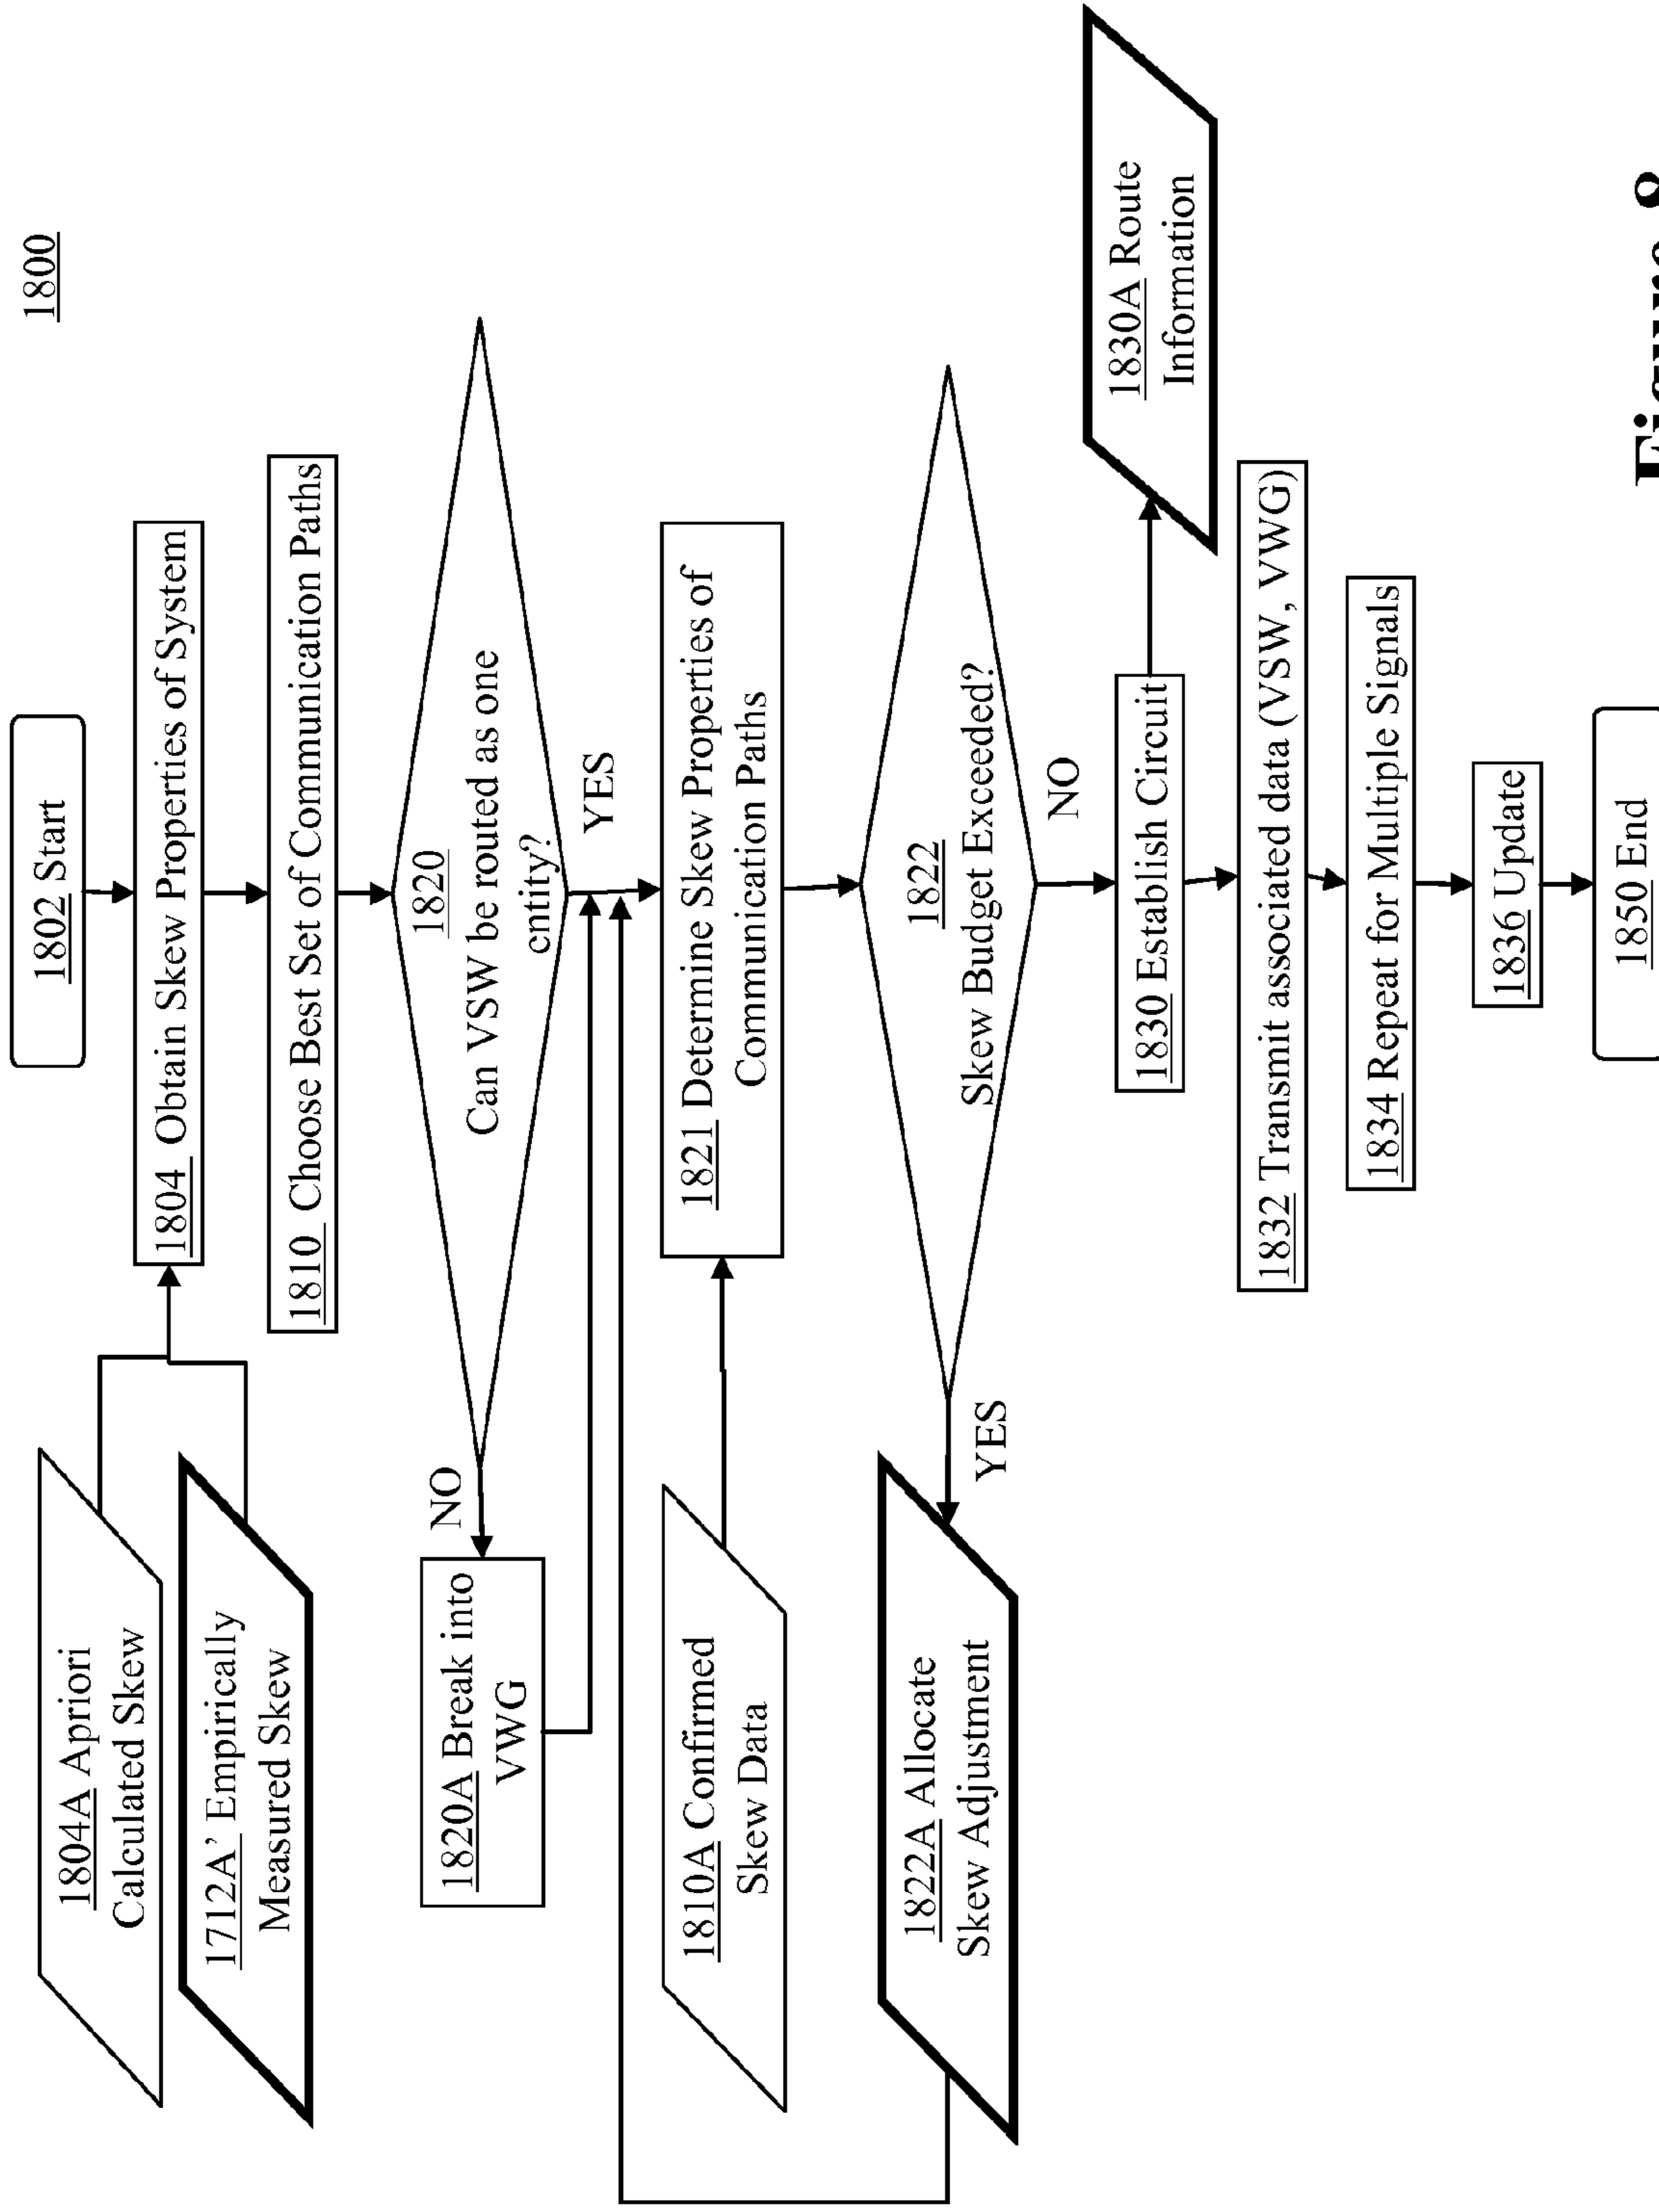 1800
1802 Start
1804A Apriori
Calculated Skew
1712A' Empirically
Measured Skew
1804 Obtain Skew Properties of System
1810 Choose Best Set of Communication Paths
1820
Can VSW be routed as one
entity?
NO
YES
1820A Break into
VWG
1810A Confirmed
Skew Data
1821 Determine Skew Properties of
Communication Paths
1822
Skew Budget Exceeded?
YES
NO
1822A Allocate
Skew Adjustment
1830 Establish Circuit
1830A Route
Information
1832 Transmit associated data (VSW, VWG)
1834 Repeat for Multiple Signals
1836 Update
1850 End
Figure 8